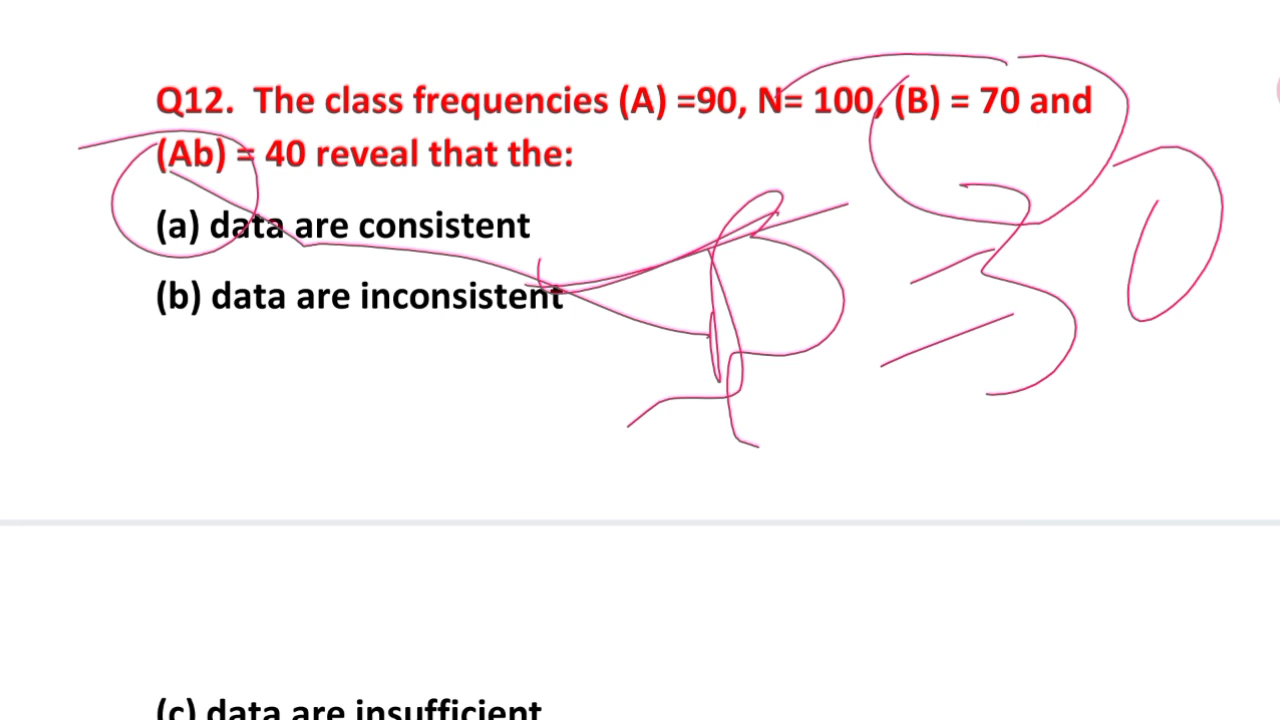 Q12. The class frequencies (A) =90, N= 100, (B) = 70 and
(Ab) = 40 reveal that the:
(a) data are consistent
(b) data are inconsistent
β = 30
(c) data are insufficient